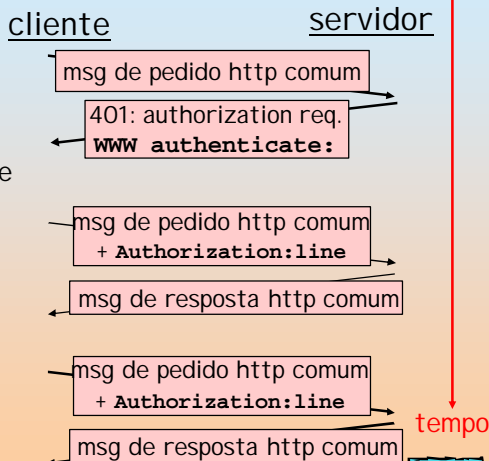 cliente
servidor
msg de pedido http comum
401: authorization req.
WWW authenticate:
e
msg de pedido http comum
+ Authorization:line
msg de resposta http comum
msg de pedido http comum
+ Authorization:line
tempo
msg de resposta http comum